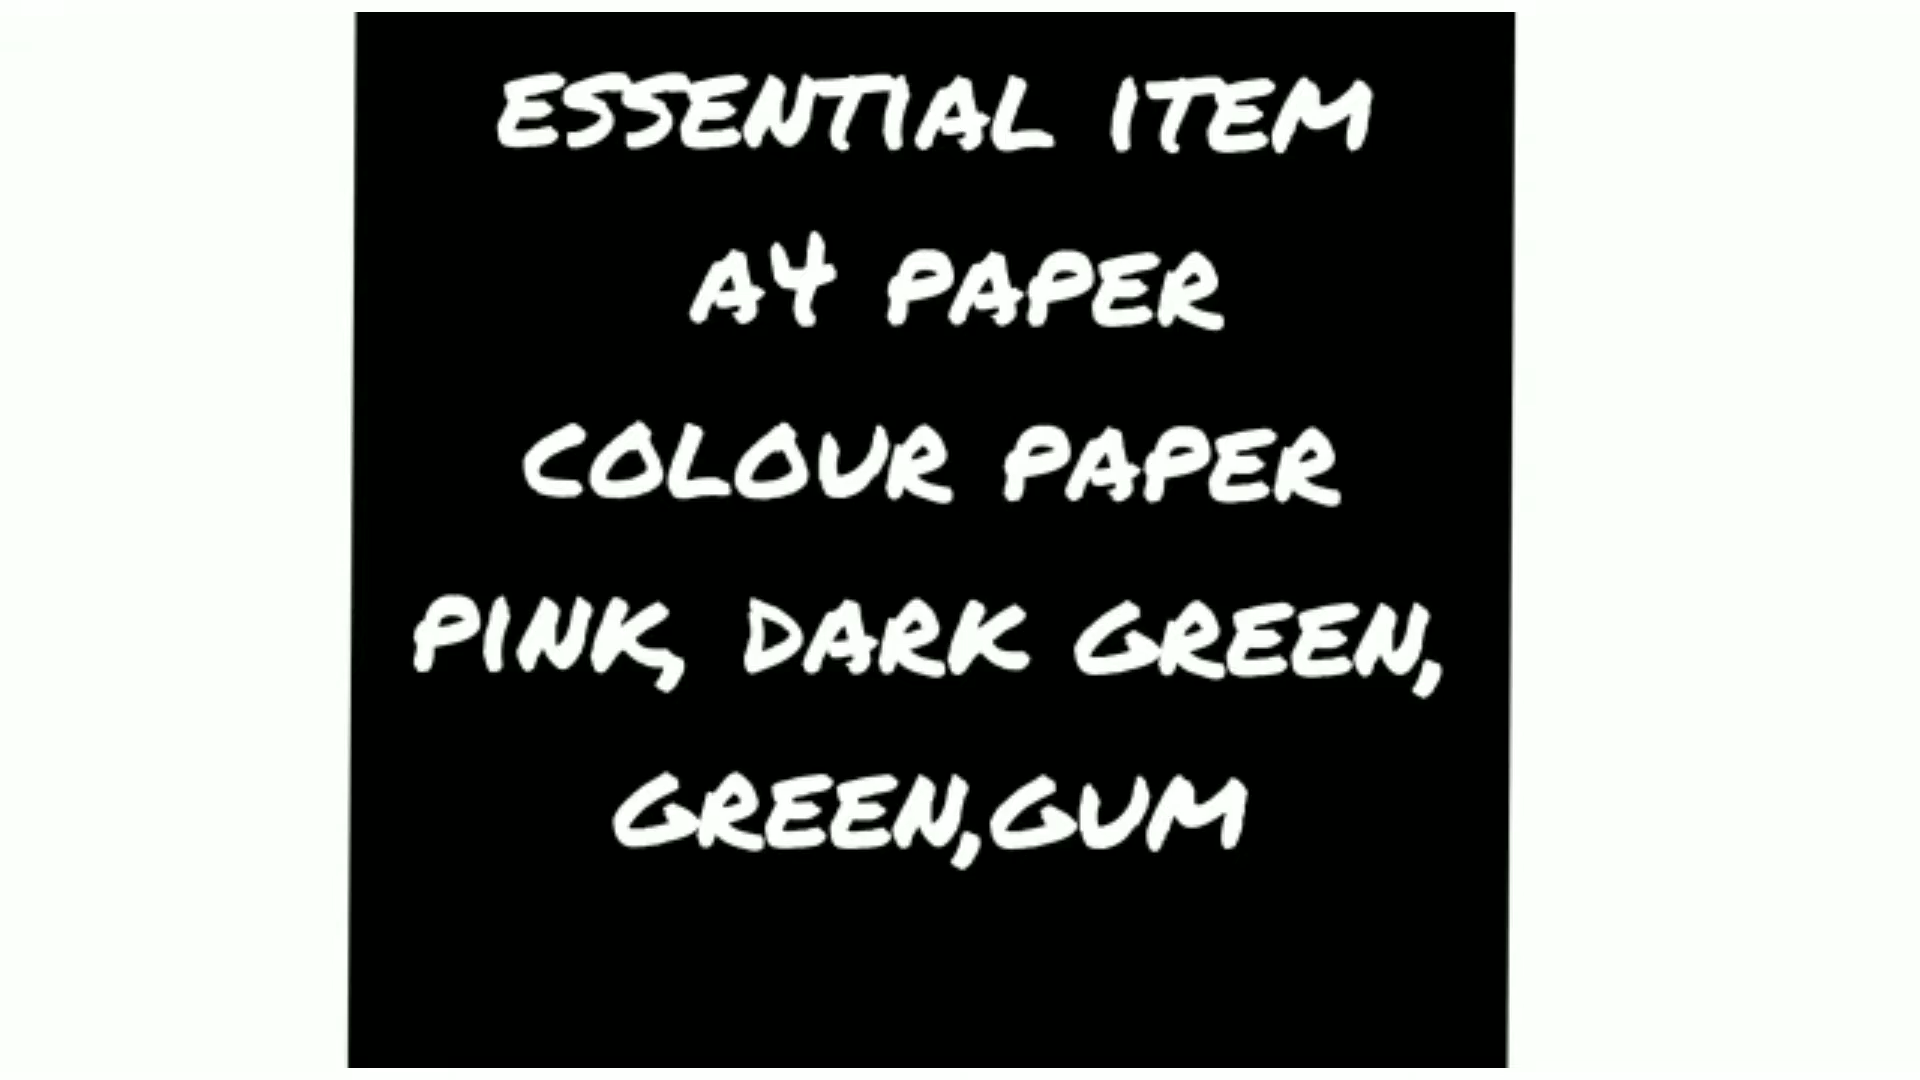 ESSENTIAL ITEM
A4 PAPER
COLOUR PAPER
PINK, DARK GREEN,
GREEN,GUM